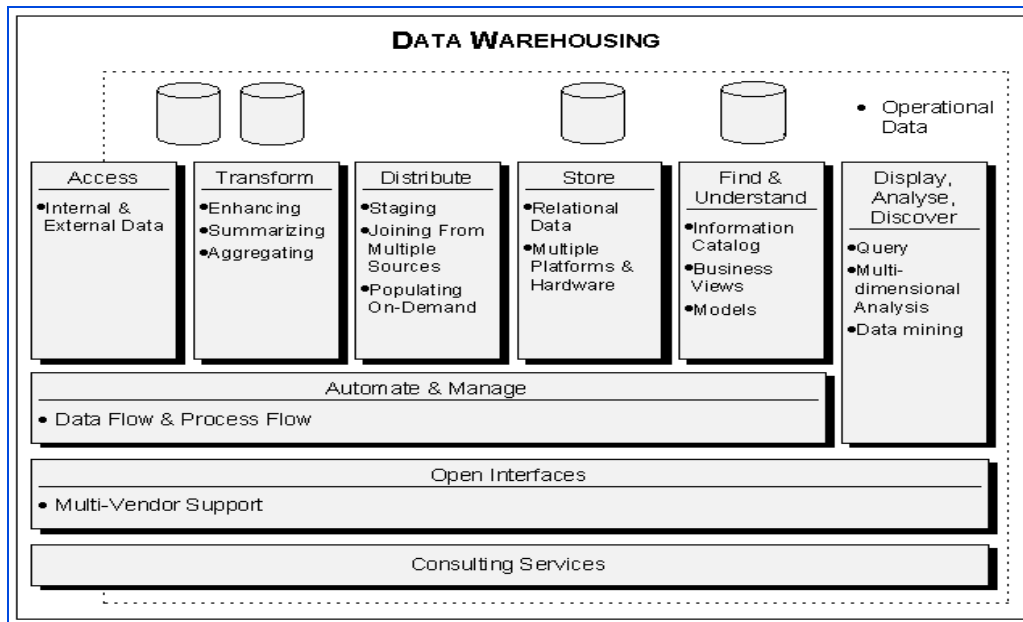 DATA WAREHOUSING
• Operational
Data
Access
•Internal &
External Data
Transform
•Enhancing
•Summarizing
•Aggregating
Distribute
•Staging
•Joining From
Multiple
Sources
•Populating
On-Demand
Store
•Relational
Data
•Multiple
Platforms &
Hardware
Find &
Understand
•Information
Catalog
•Business
Views
•Models
Display,
Analyse,
Discover
•Query
•Multi-
dimensional
Analysis
•Data mining
Automate & Manage
• Data Flow & Process Flow
Open Interfaces
• Multi-Vendor Support
Consulting Services